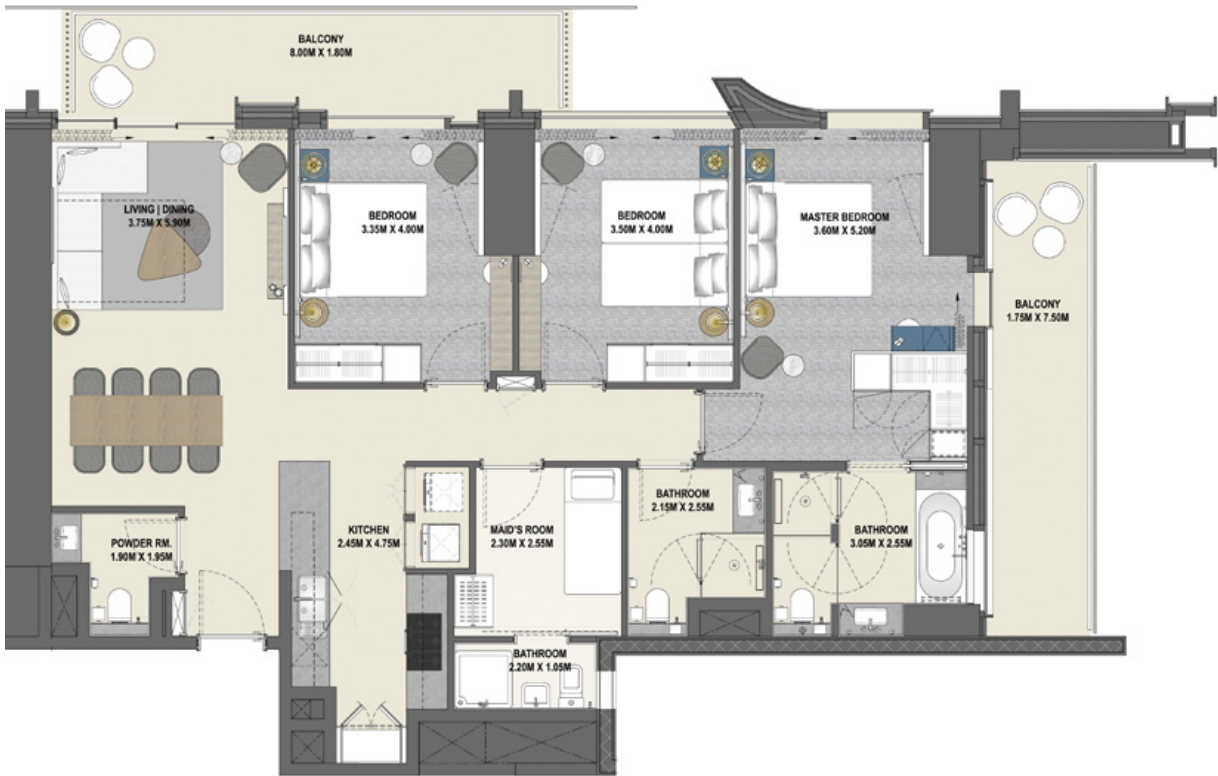 BALCONY
8.00M X 1.80M
LIVING | DINING
3.75M X 5.90M
BEDROOM
3.35M X 4.00M
BEDROOM
3.50M X 4.00M
MASTER BEDROOM
3.60M X 5.20M
BALCONY
1.75M X 7.50M
POWDER RM.
1.90M X 1.95M
KITCHEN
2.45M X 4.75M
MAID'S ROOM
2.30M X 2.55M
BATHROOM
2.15M X 2.55M
BATHROOM
3.05M X 2.55M
BATHROOM
2.20M X 1.05M